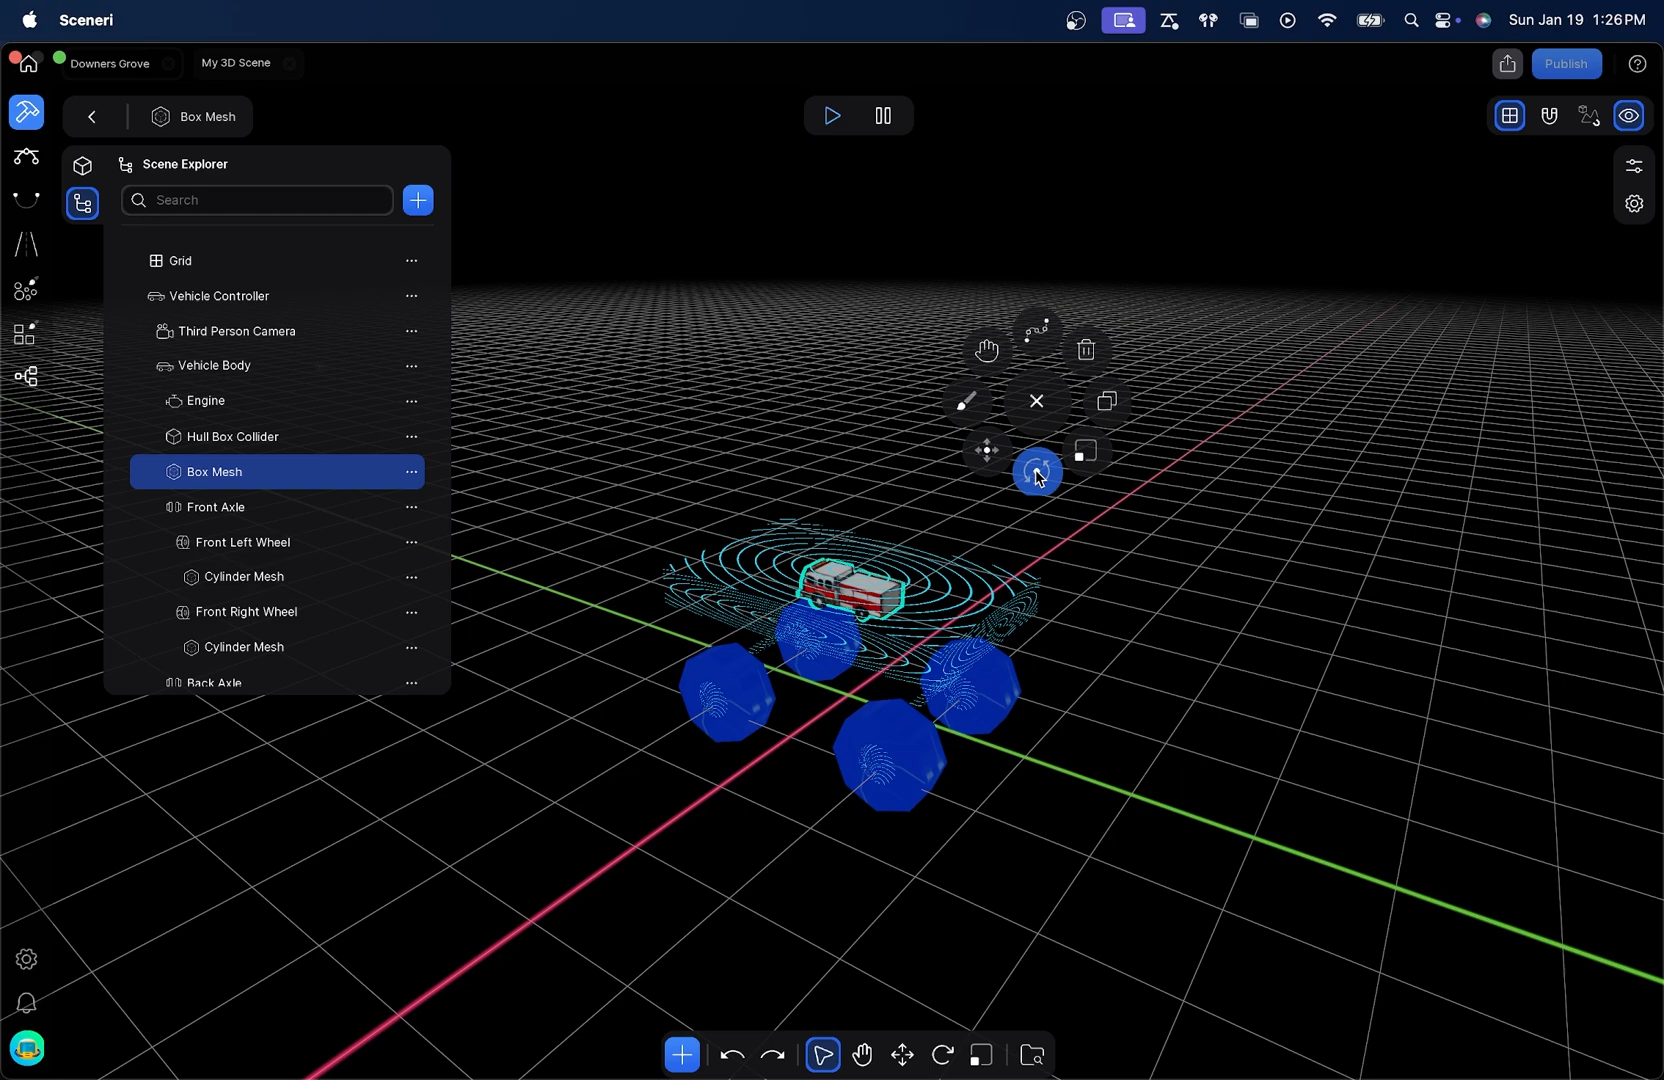 Sceneri
Sun Jan 19 1:26 PM
Downers Grove
My 3D Scene
Publish
Box Mesh
Scene Explorer
Search
Grid
Vehicle Controller
Third Person Camera
Vehicle Body
Engine
Hull Box Collider
Box Mesh
Front Axle
Front Left Wheel
Cylinder Mesh
Front Right Wheel
Cylinder Mesh
Back Axle